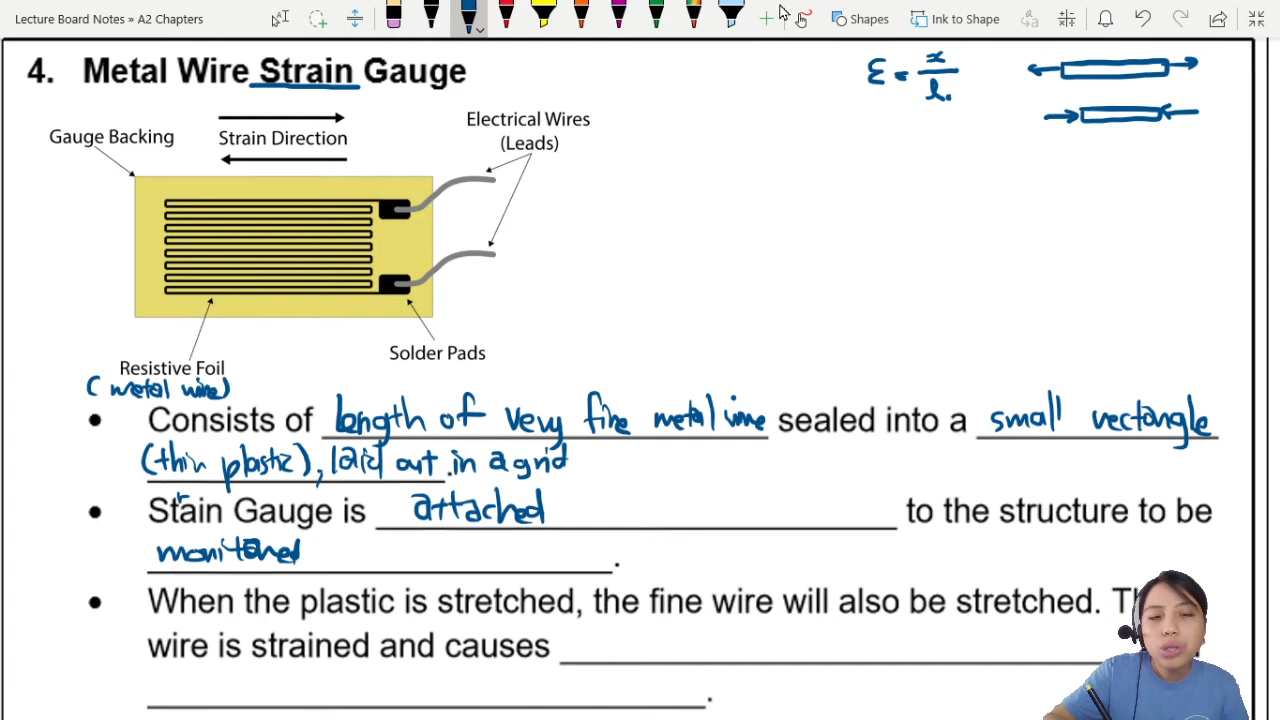 Lecture Board Notes » A2 Chapters
Shapes
Ink to Shape
4. Metal Wire Strain Gauge
ε = x / l₀
Gauge Backing
Strain Direction
Electrical Wires
(Leads)
Resistive Foil
Solder Pads
(metal wire)
• Consists of length of very fine metal wire sealed into a small rectangle
(thin plastic), laid out in a grid.
• Strain Gauge is attached to the structure to be
monitored.
• When the plastic is stretched, the fine wire will also be stretched.
wire is strained and causes